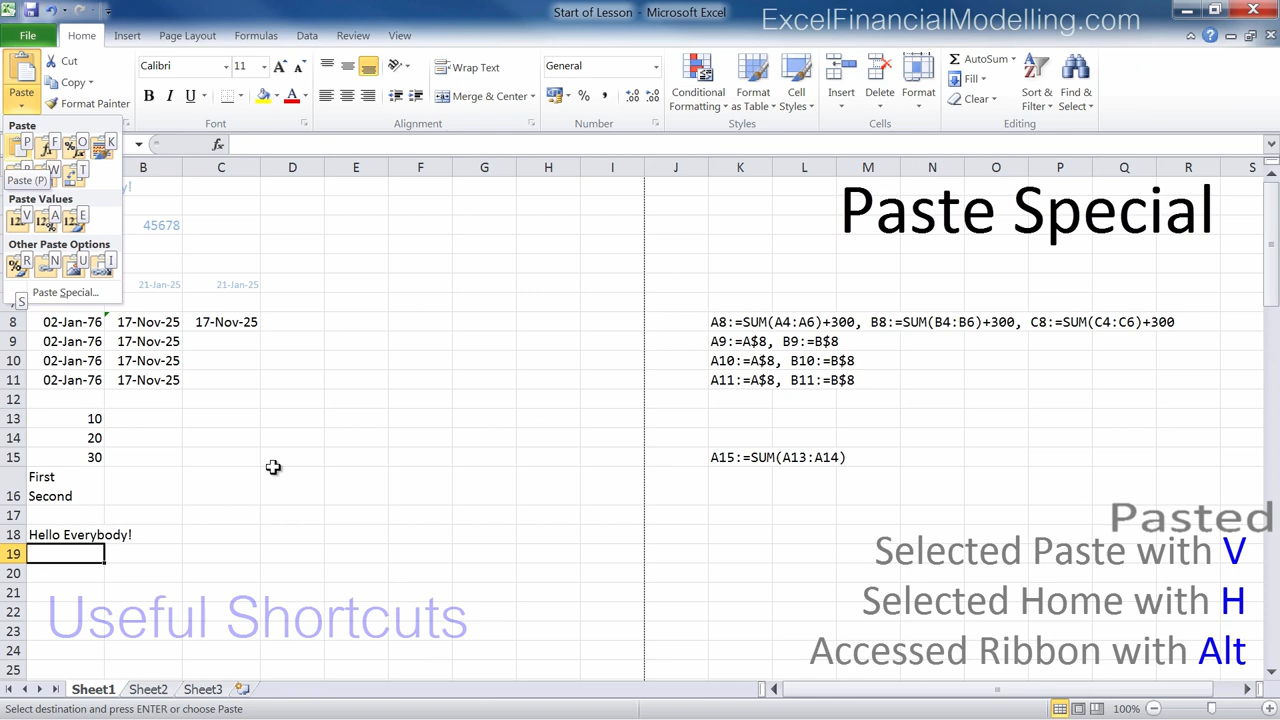 Start of Lesson - Microsoft Excel
ExcelFinancialModelling.com
File Home Insert Page Layout Formulas Data Review View
Paste
Cut
Copy
Format Painter
Calibri 11
B I U
Font
Wrap Text
Merge & Center
Alignment
General
Number
Conditional Formatting
Format as Table
Cell Styles
Styles
Insert Delete Format
Cells
AutoSum
Fill
Clear
Sort & Filter
Find & Select
Editing
Paste
P F O K
W T
Paste (P)
Paste Values
V A E
Other Paste Options
R N U I
Paste Special...
S
B C D E F G H I J K L M N O P Q R S
45678
21-Jan-25 21-Jan-25
Paste Special
8 02-Jan-76 17-Nov-25 17-Nov-25 A8:=SUM(A4:A6)+300, B8:=SUM(B4:B6)+300, C8:=SUM(C4:C6)+300
9 02-Jan-76 17-Nov-25 A9:=A$8, B9:=B$8
10 02-Jan-76 17-Nov-25 A10:=A$8, B10:=B$8
11 02-Jan-76 17-Nov-25 A11:=A$8, B11:=B$8
12
13 10
14 20
15 30 A15:=SUM(A13:A14)
First
16 Second
17
18 Hello Everybody!
19
20
21
22
23
24
25
Pasted
Selected Paste with V
Selected Home with H
Accessed Ribbon with Alt
Useful Shortcuts
Sheet1 Sheet2 Sheet3
Select destination and press ENTER or choose Paste
100%